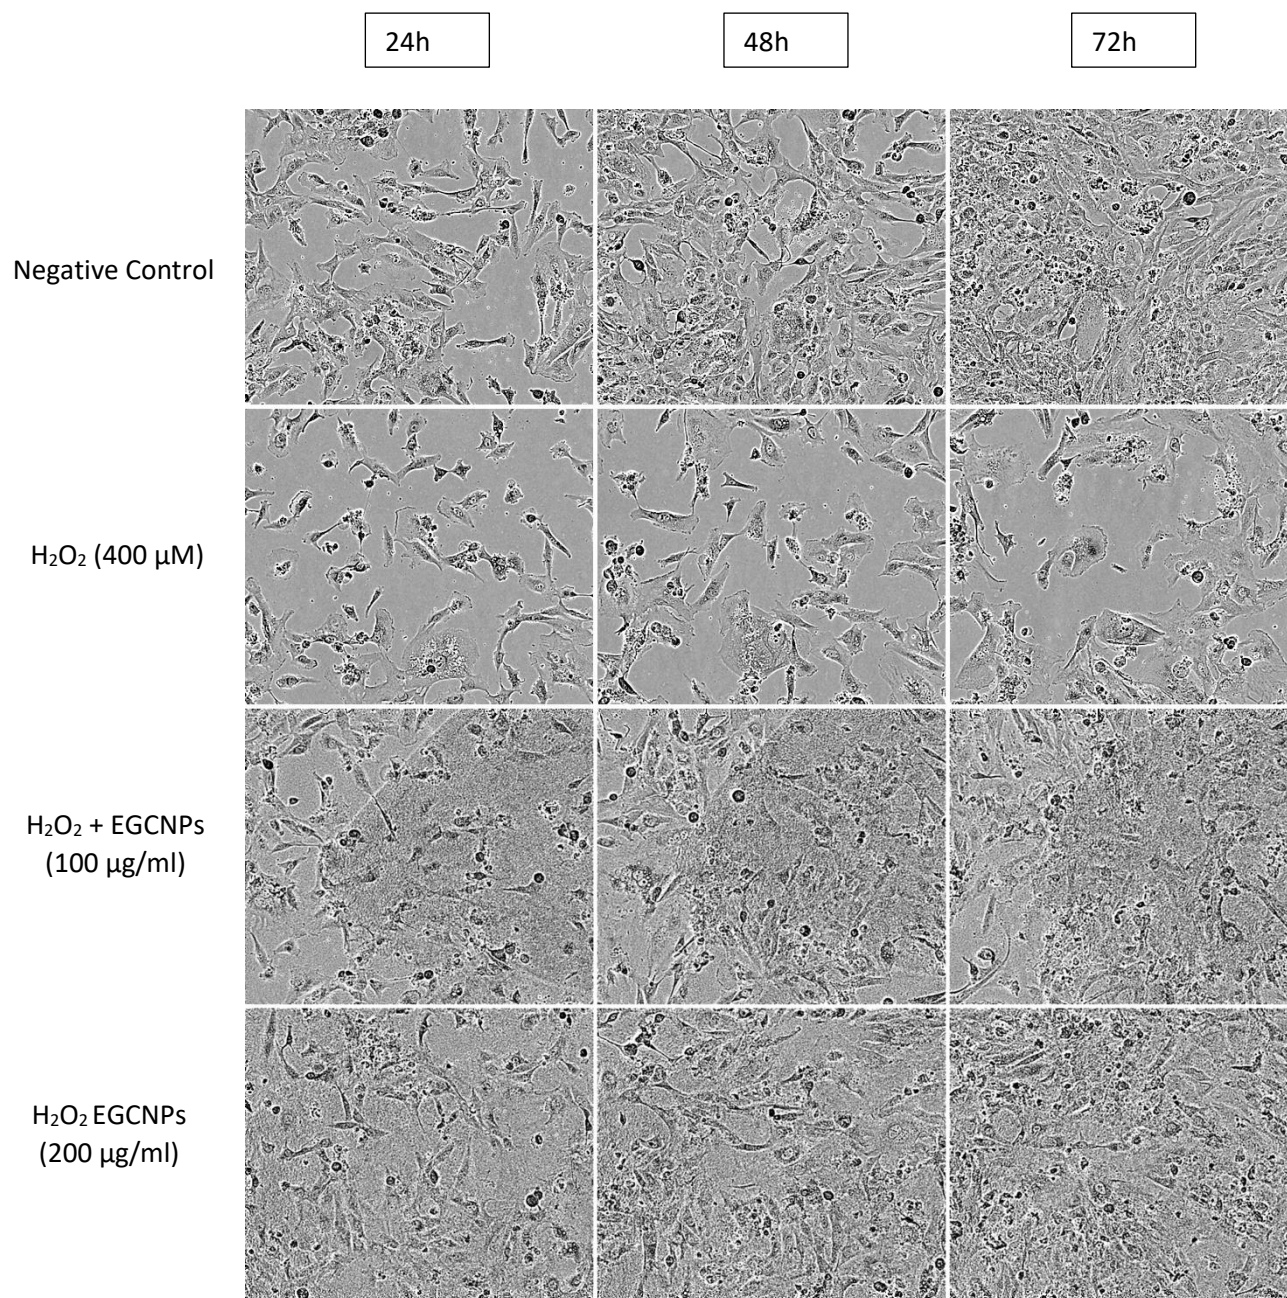 24h
48h
72h
Negative Control
H₂O₂ (400 µM)
H₂O₂ + EGCNPs
(100 µg/ml)
H₂O₂ EGCNPs
(200 µg/ml)